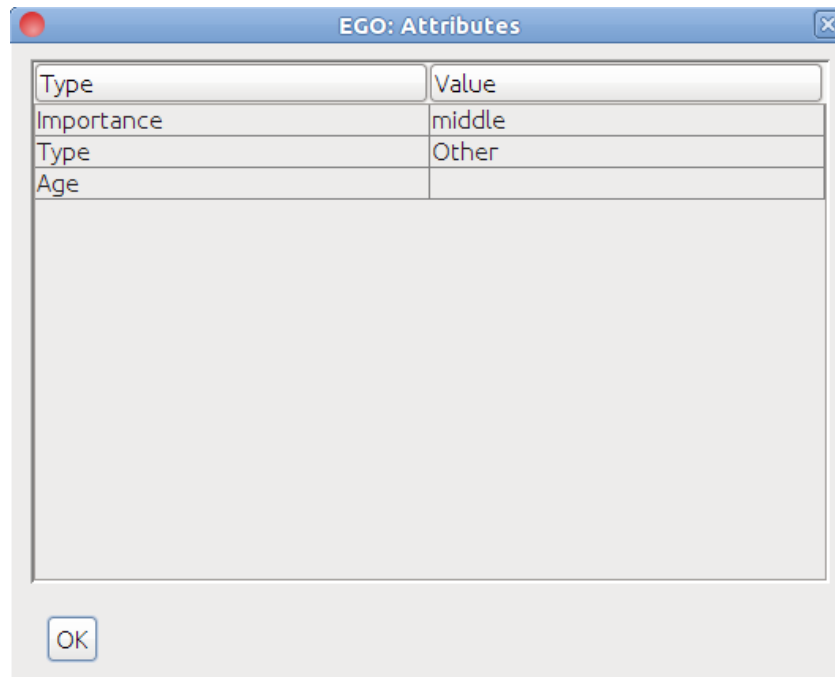 EGO: Attributes
Type Value
Importance middle
Type Other
Age
OK